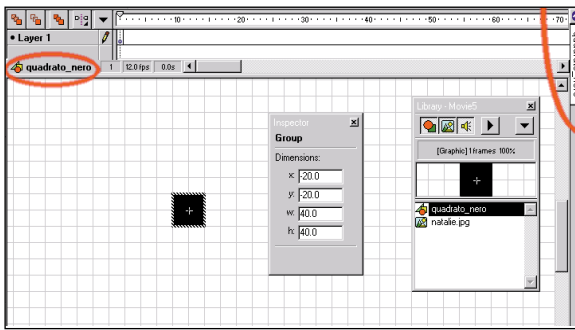 10 20 30 40 50 60 70
Layer 1
quadrato_nero 1 12.0 fps 0.0s
Inspector
Group
Dimensions:
x: -20.0
y: -20.0
w: 40.0
h: 40.0
Library - Movie5
[Graphic] 1 frames 100%
quadrato_nero
natalie.jpg